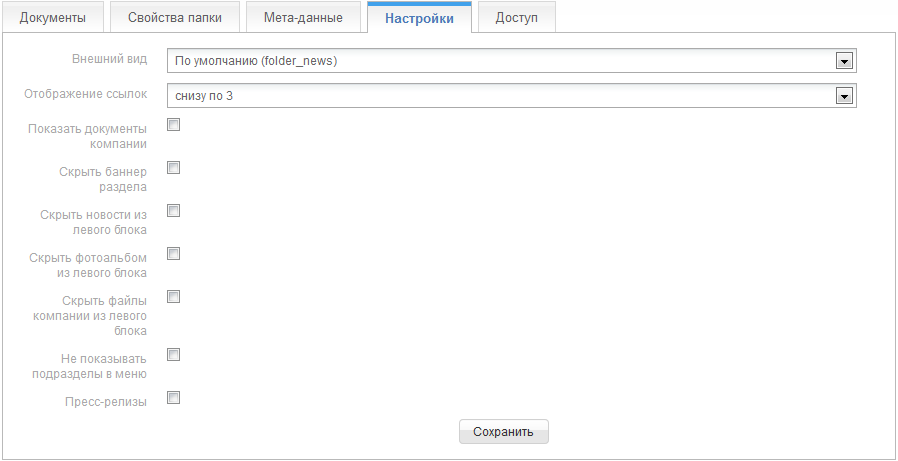 Документы Свойства папки Мета-данные Настройки Доступ
Внешний вид По умолчанию (folder_news)
Отображение ссылок снизу по 3
Показать документы
компании
Скрыть баннер
раздела
Скрыть новости из
левого блока
Скрыть фотоальбом
из левого блока
Скрыть файлы
компании из левого
блока
Не показывать
подразделы в меню
Пресс-релизы
Сохранить